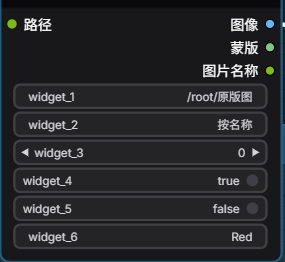 路径 图像
蒙版
图片名称
widget_1 /root/原版图
widget_2 按名称
widget_3 0
widget_4 true
widget_5 false
widget_6 Red